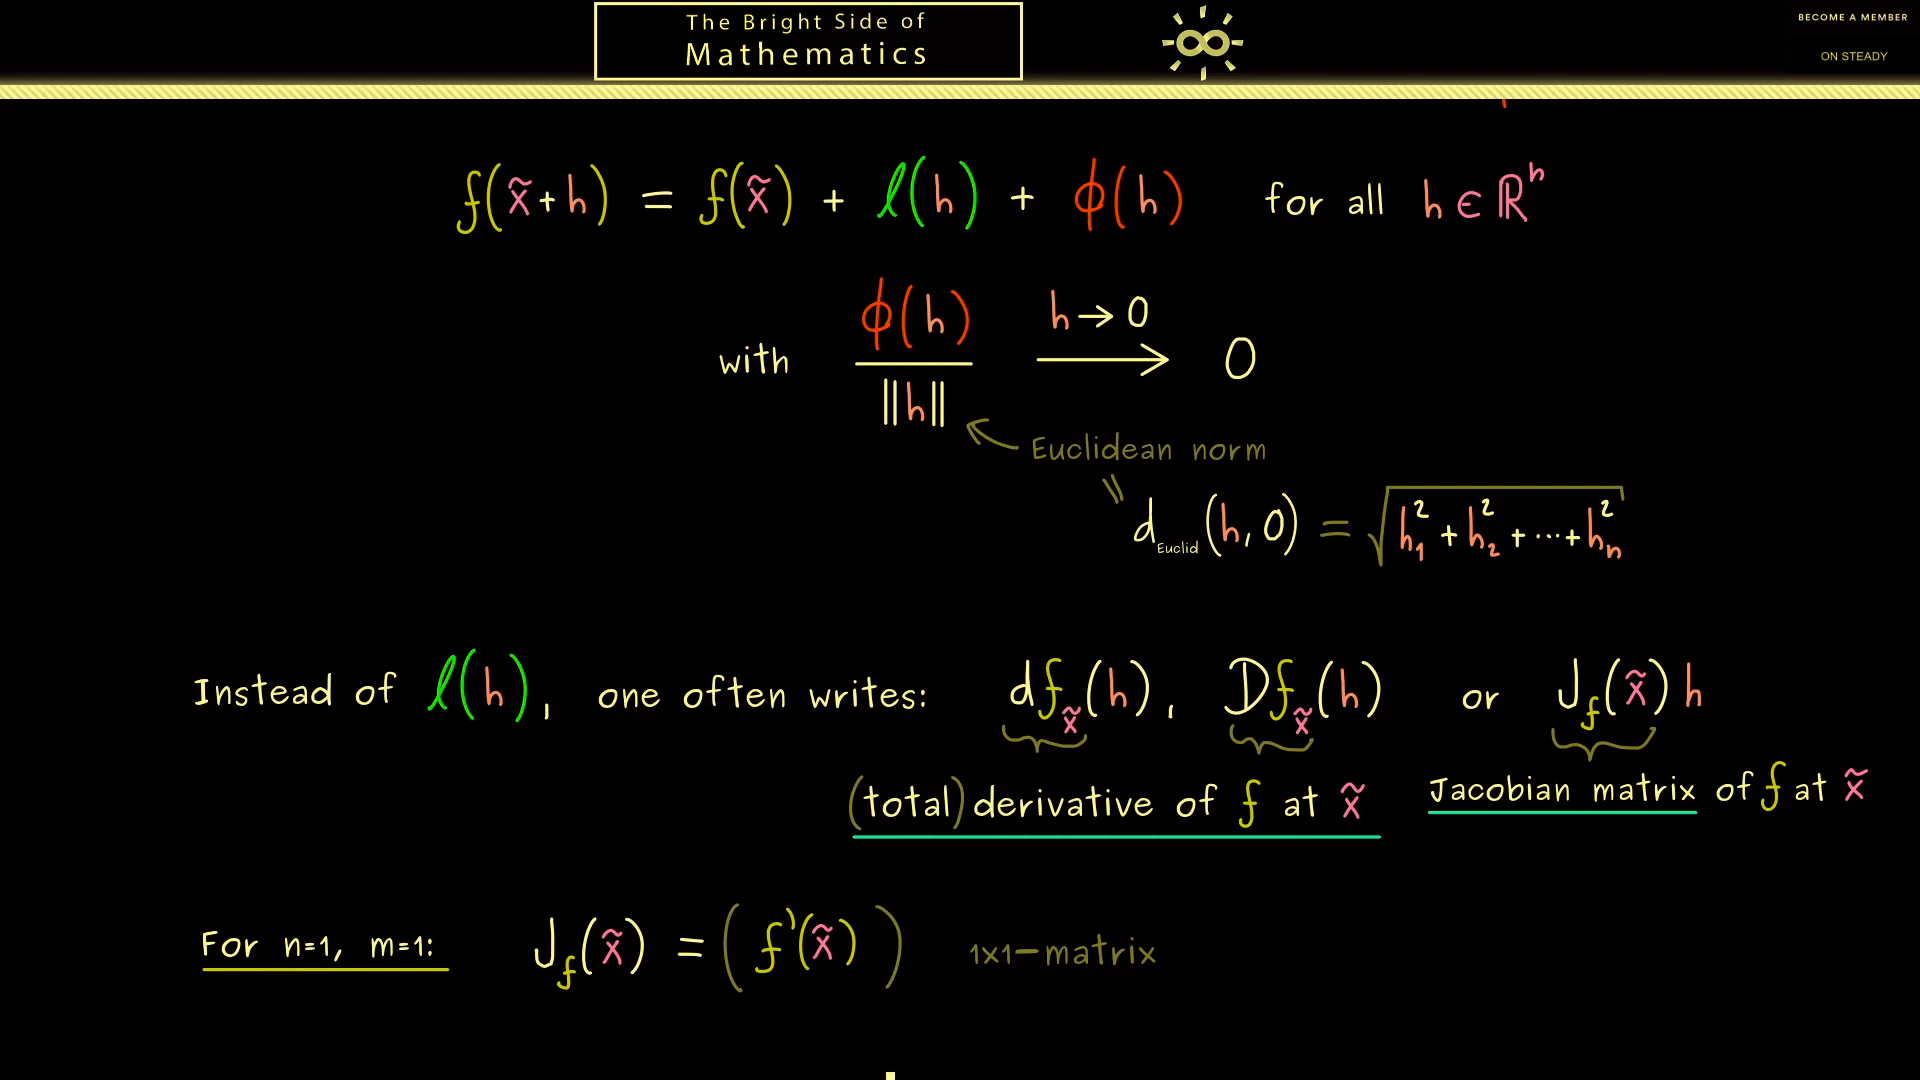 The Bright Side of
Mathematics
BECOME A MEMBER
ON STEADY
f(x̃+h) = f(x̃) + ℓ(h) + ϕ(h) for all h ∈ ℝⁿ
with ϕ(h) / ||h|| h→0 ⟶ 0
Euclidean norm
d_Euclid(h, 0) = √(h₁² + h₂² + ⋯ + hₙ²)
Instead of ℓ(h), one often writes: df_x̃(h), Df_x̃(h) or J_f(x̃)h
(total) derivative of f at x̃ Jacobian matrix of f at x̃
For n=1, m=1: J_f(x̃) = (f'(x̃)) 1x1-matrix